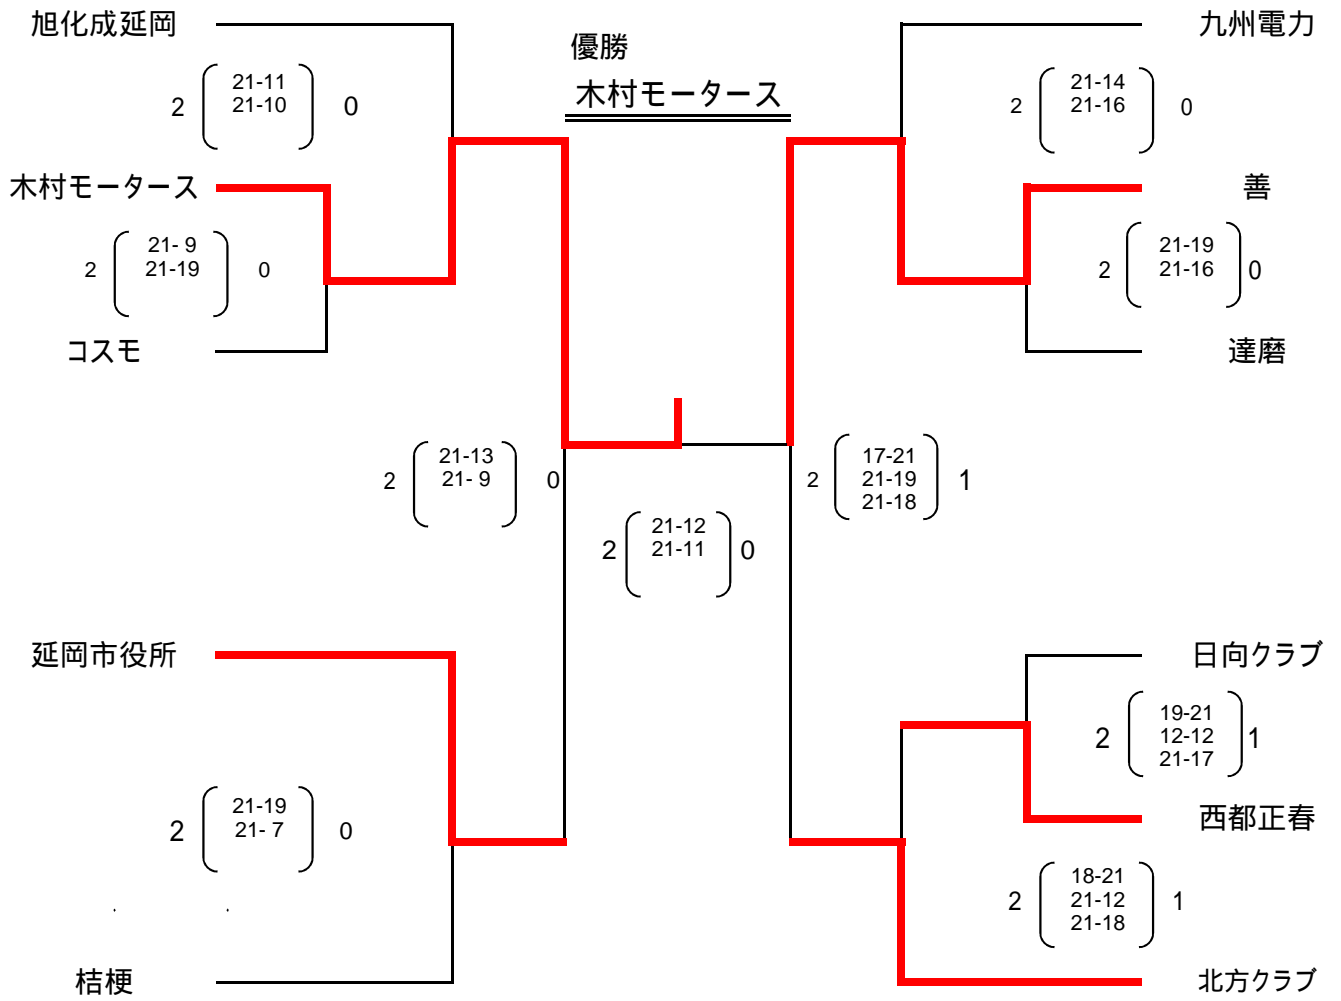 旭化成延岡
九州電力
優勝
木村モータース
2 21-11 0
21-10
2 21-14 0
21-16
木村モータース
善
2 21- 9 0
21-19
2 21-19 0
21-16
コスモ
達磨
2 21-13 0
21- 9
2 17-21 1
21-19
21-18
2 21-12 0
21-11
延岡市役所
日向クラブ
2 19-21 1
12-12
21-17
2 21-19 0
21- 7
西都正春
2 18-21 1
21-12
21-18
桔梗
北方クラブ